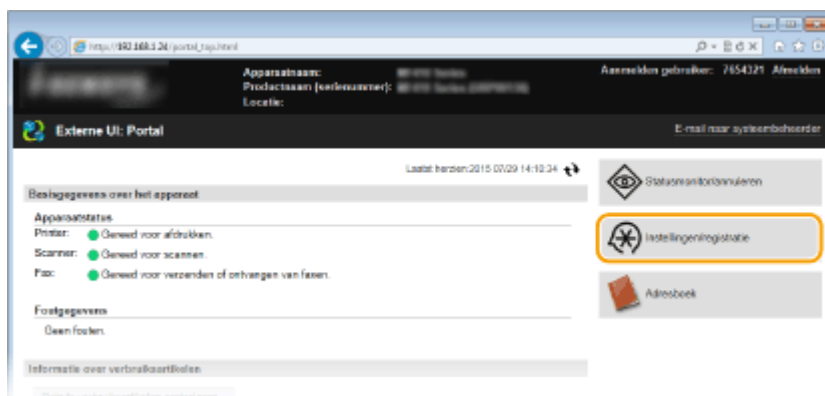 http://192.168.1.24/portal_top.html
Apparaatnaam:
Productnaam (serienummer):
Locatie:
Aanmelden gebruiker: 7654321 Afmelden
Externe UI: Portal
E-mail naar systeembeheerder
Laatst herzien:2015 07/29 14:10:34
Basisgegevens over het apparaat
Apparaatstatus
Printer: Gereed voor afdrukken.
Scanner: Gereed voor scannen.
Fax: Gereed voor verzenden of ontvangen van faxen.
Foutgegevens
Geen fouten.
Informatie over verbruiksartikelen
Statusmonitor/annuleren
Instellingen/registratie
Adresboek